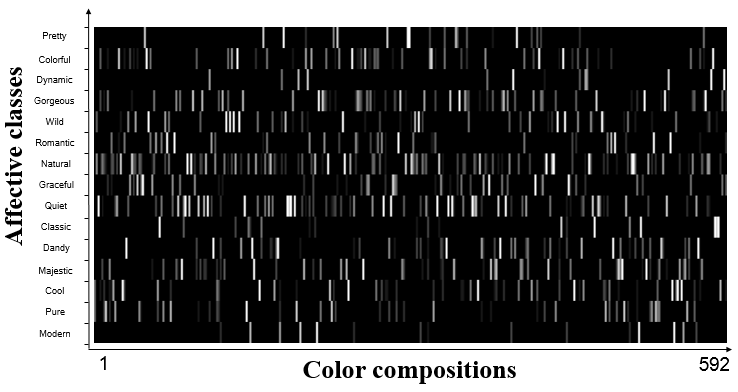 Affective classes
Pretty
Colorful
Dynamic
Gorgeous
Wild
Romantic
Natural
Graceful
Quiet
Classic
Dandy
Majestic
Cool
Pure
Modern
1
592
Color compositions